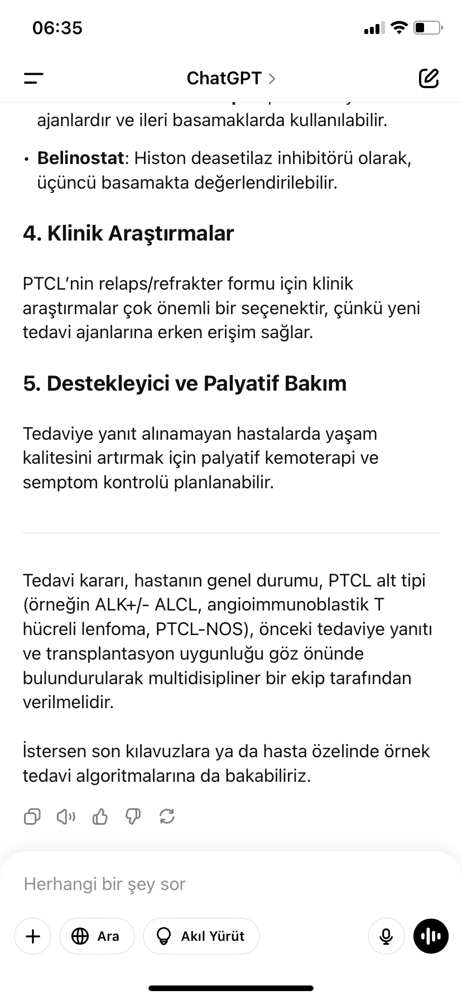 06:35
ChatGPT
ajanlardır ve ileri basamaklarda kullanılabilir.
• Belinostat: Histon deasetilaz inhibitörü olarak,
üçüncü basamakta değerlendirilebilir.
4. Klinik Araştırmalar
PTCL’nin relaps/refrakter formu için klinik
araştırmalar çok önemli bir seçenektir, çünkü yeni
tedavi ajanlarına erken erişim sağlar.
5. Destekleyici ve Palyatif Bakım
Tedaviye yanıt alınamayan hastalarda yaşam
kalitesini artırmak için palyatif kemoterapi ve
semptom kontrolü planlanabilir.
Tedavi kararı, hastanın genel durumu, PTCL alt tipi
(örneğin ALK+/- ALCL, angioimmunoblastik T
hücreli lenfoma, PTCL-NOS), önceki tedaviye yanıtı
ve transplantasyon uygunluğu göz önünde
bulundurularak multidisipliner bir ekip tarafından
verilmelidir.
İstersen son kılavuzlara ya da hasta özelinde örnek
tedavi algoritmalarına da bakabiliriz.
Herhangi bir şey sor
Ara
Akıl Yürüt